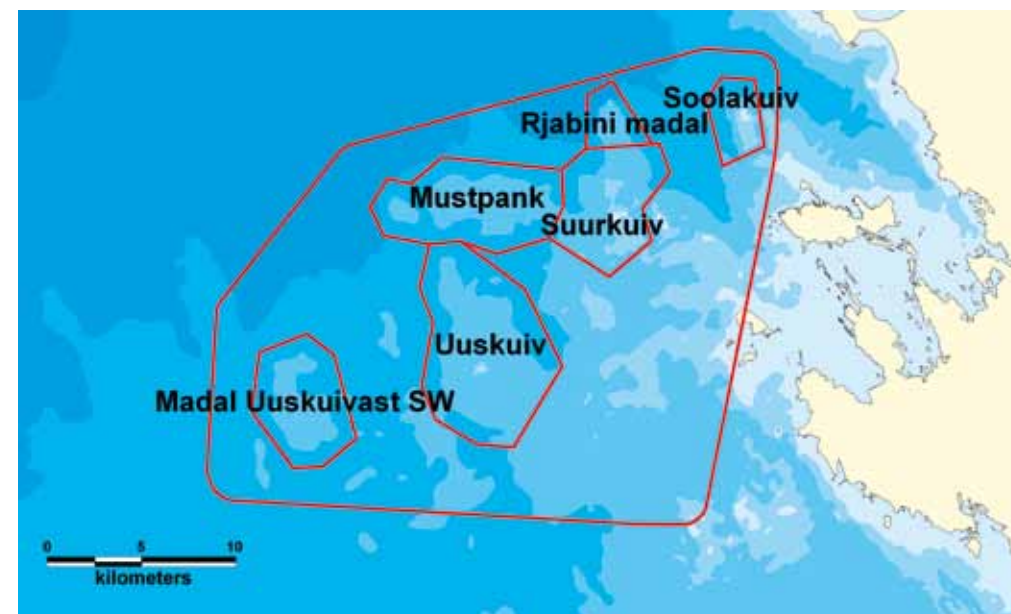 Soolakuiv
Rjabini madal
Mustpank
Suurkuiv
Uuskuiv
Madal Uuskuivast SW
0 5 10
kilometers